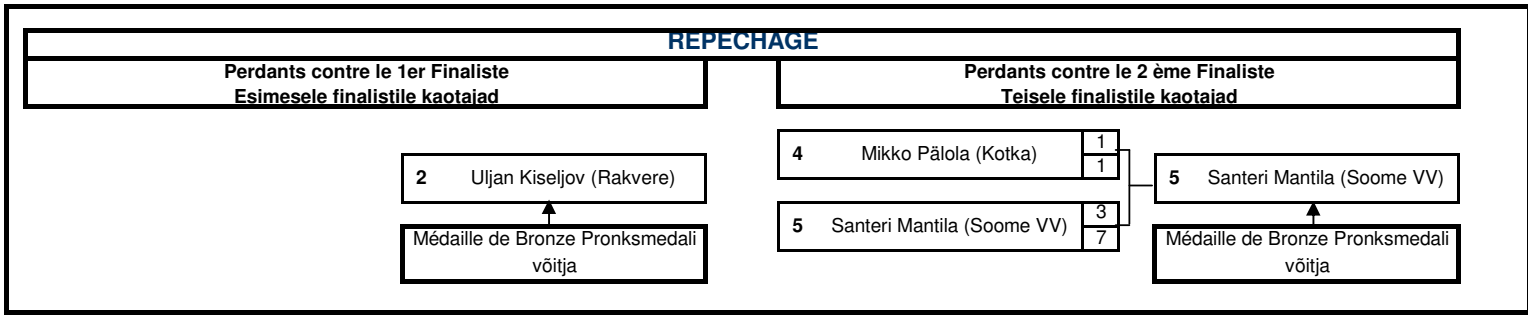 REPECHAGE
Perdants contre le 1er Finaliste
Esimesele finalistile kaotajad
Perdants contre le 2 ème Finaliste
Teisele finalistile kaotajad
2 Uljan Kiseljov (Rakvere)
Médaille de Bronze Pronksmedali
võitja
4 Mikko Pälola (Kotka) 1
1
5 Santeri Mantila (Soome VV) 3
7
5 Santeri Mantila (Soome VV)
Médaille de Bronze Pronksmedali
võitja